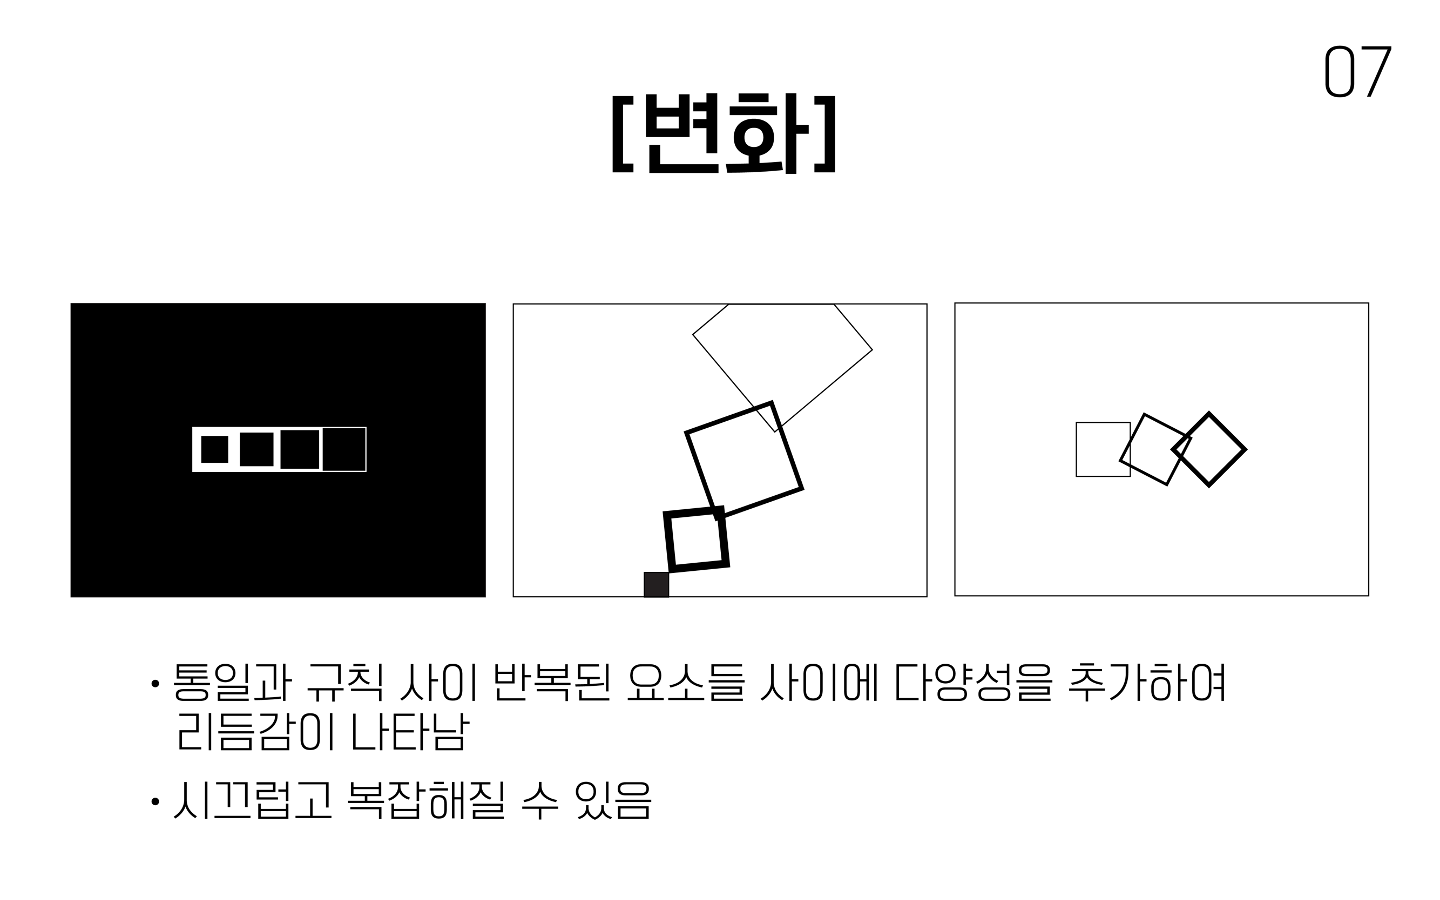 07
[변화]
• 통일과 규칙 사이 반복된 요소들 사이에 다양성을 추가하여
리듬감이 나타남
• 시끄럽고 복잡해질 수 있음